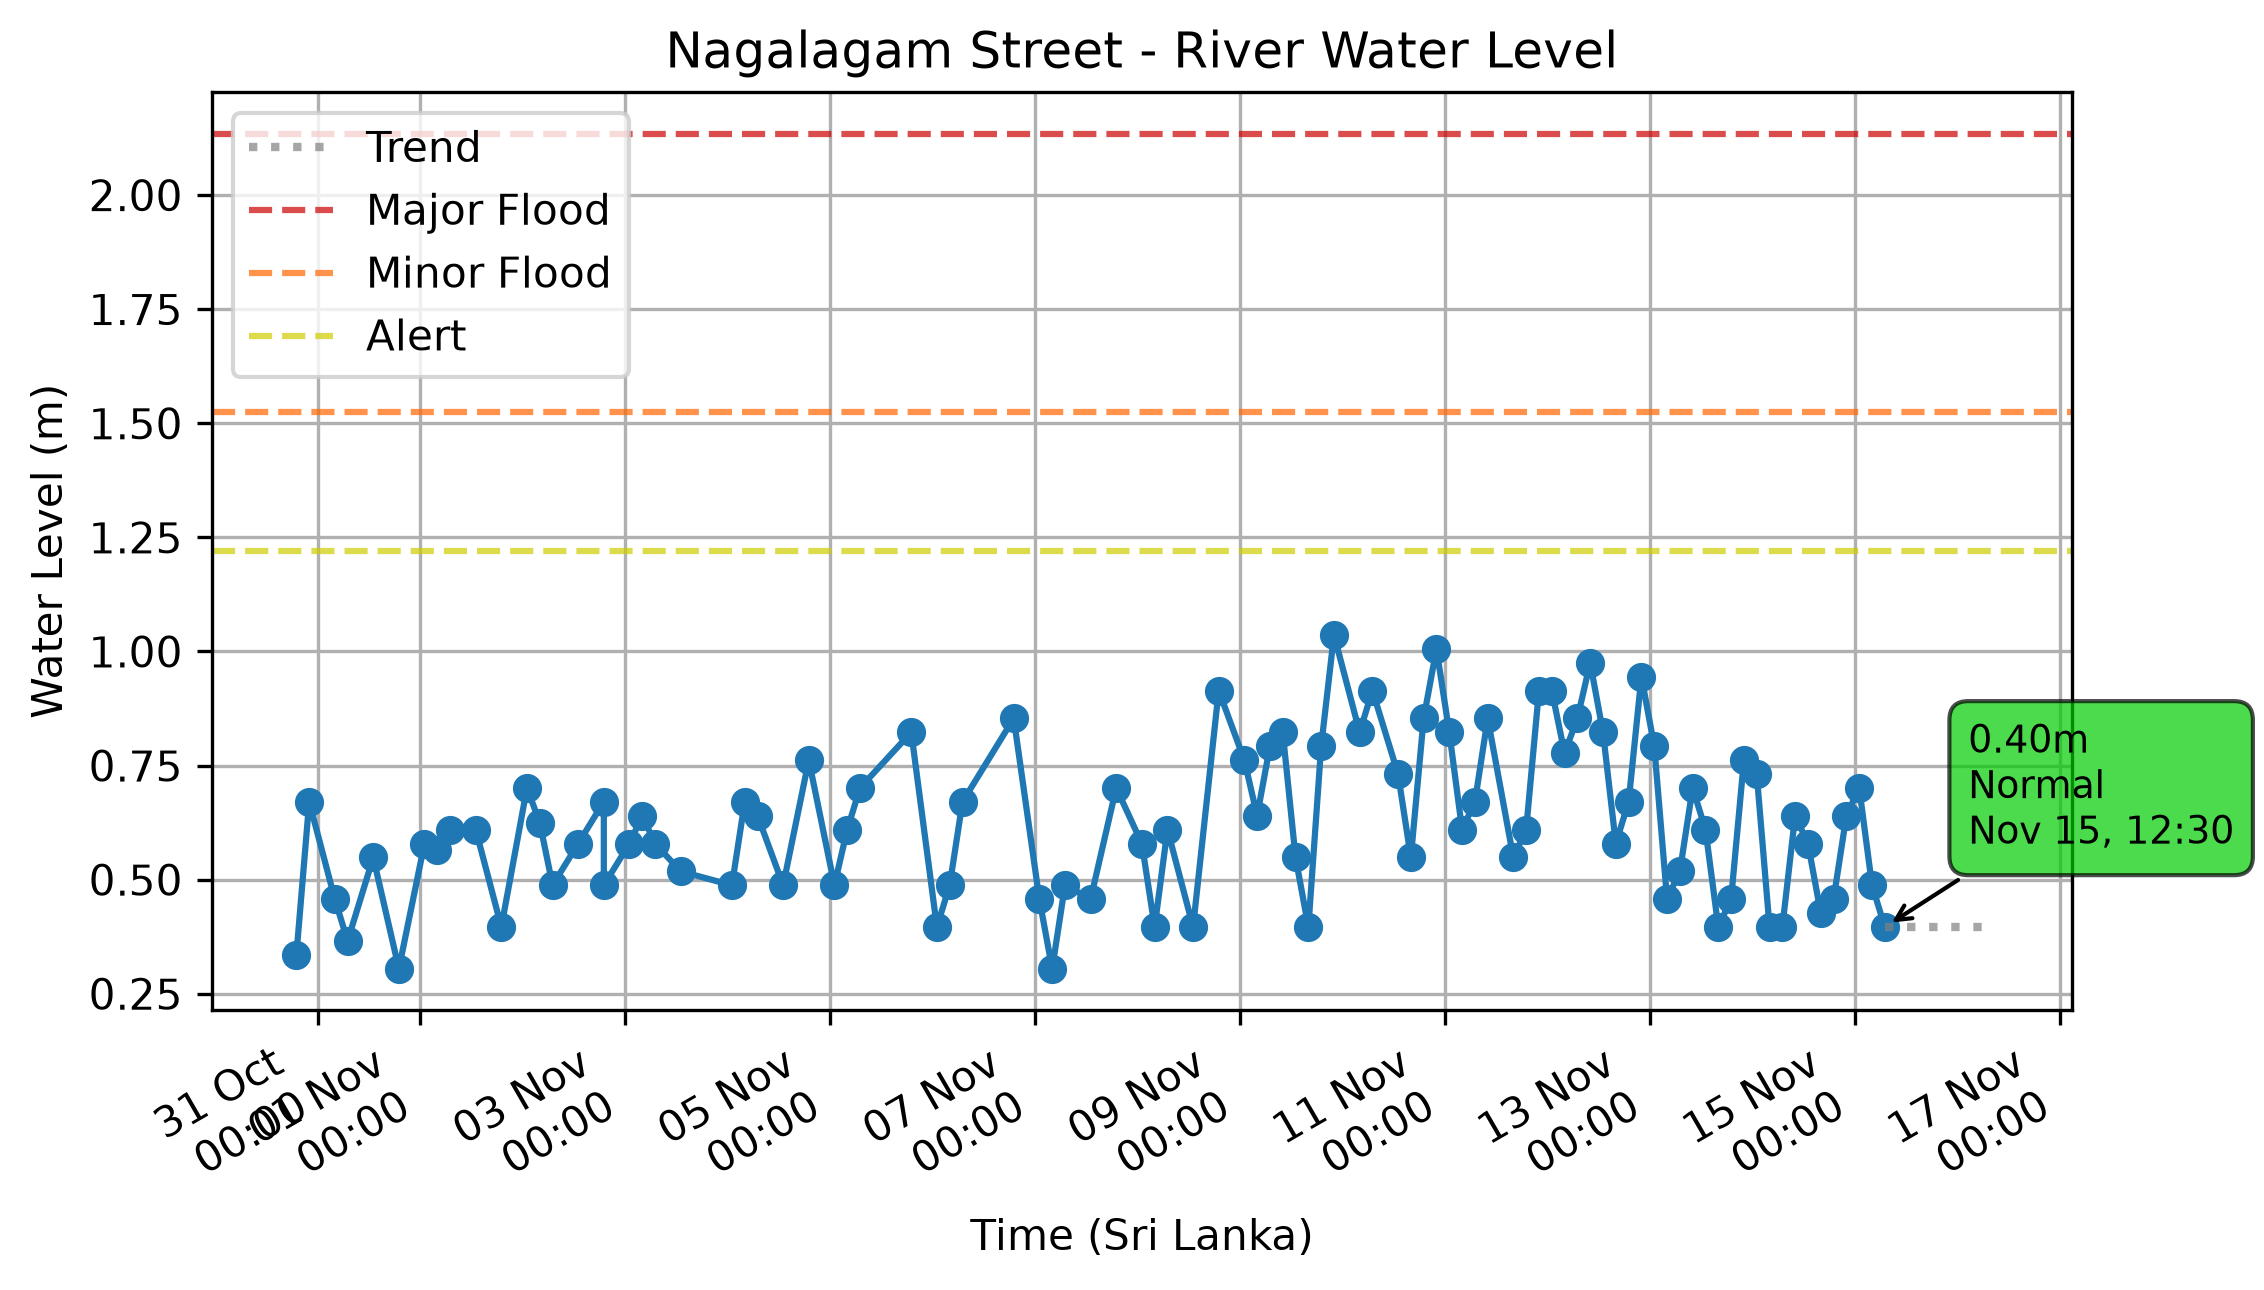 Nagalagam Street - River Water Level
Trend
Major Flood
Minor Flood
Alert
Water Level (m)
2.00
1.75
1.50
1.25
1.00
0.75
0.50
0.25
0.40m
Normal
Nov 15, 12:30
31 Oct
00:00
01 Nov
00:00
03 Nov
00:00
05 Nov
00:00
07 Nov
00:00
09 Nov
00:00
11 Nov
00:00
13 Nov
00:00
15 Nov
00:00
17 Nov
00:00
Time (Sri Lanka)